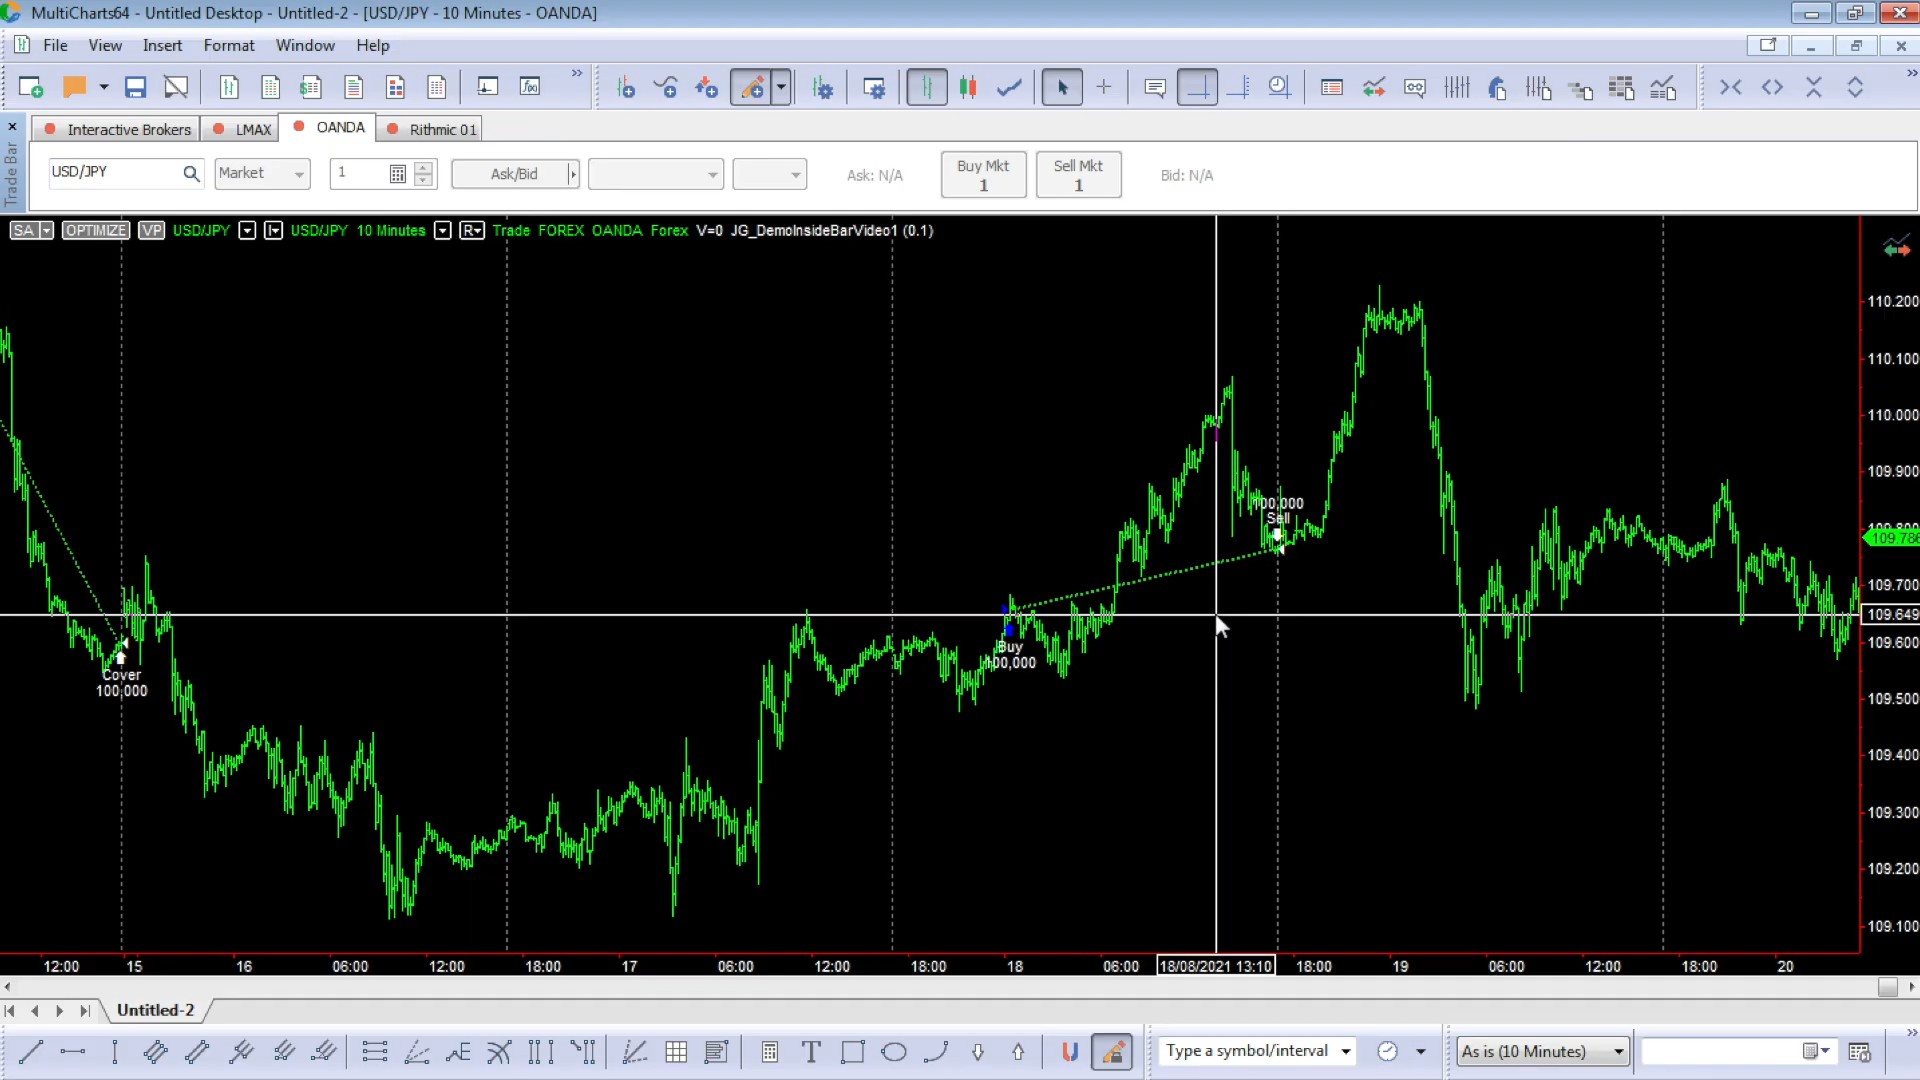 MultiCharts64 - Untitled Desktop - Untitled-2 - [USD/JPY - 10 Minutes - OANDA]
File View Insert Format Window Help
Interactive Brokers LMAX OANDA Rithmic 01
Trade Bar
USD/JPY Market 1 Ask/Bid Ask: N/A Buy Mkt 1 Sell Mkt 1 Bid: N/A
SA OPTIMIZE VP USD/JPY I USD/JPY 10 Minutes R Trade FOREX OANDA Forex V=0 JG_DemoInsideBarVideo1 (0.1)
110.200
110.100
110.000
109.900
109.800
109.786
109.700
109.649
109.600
109.500
109.400
109.300
109.200
109.100
100,000
Sell
Buy
100,000
Cover
100,000
12:00 15 16 06:00 12:00 18:00 17 06:00 12:00 18:00 18 06:00 18/08/2021 13:10 18:00 19 06:00 12:00 18:00 20
Untitled-2
Type a symbol/interval As is (10 Minutes)